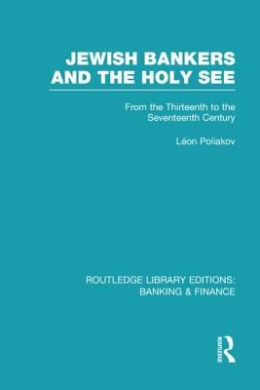 JEWISH BANKERS
AND THE HOLY SEE
From the Thirteenth to the
Seventeenth Century
Léon Poliakov
ROUTLEDGE LIBRARY EDITIONS:
BANKING & FINANCE
ROUTLEDGE